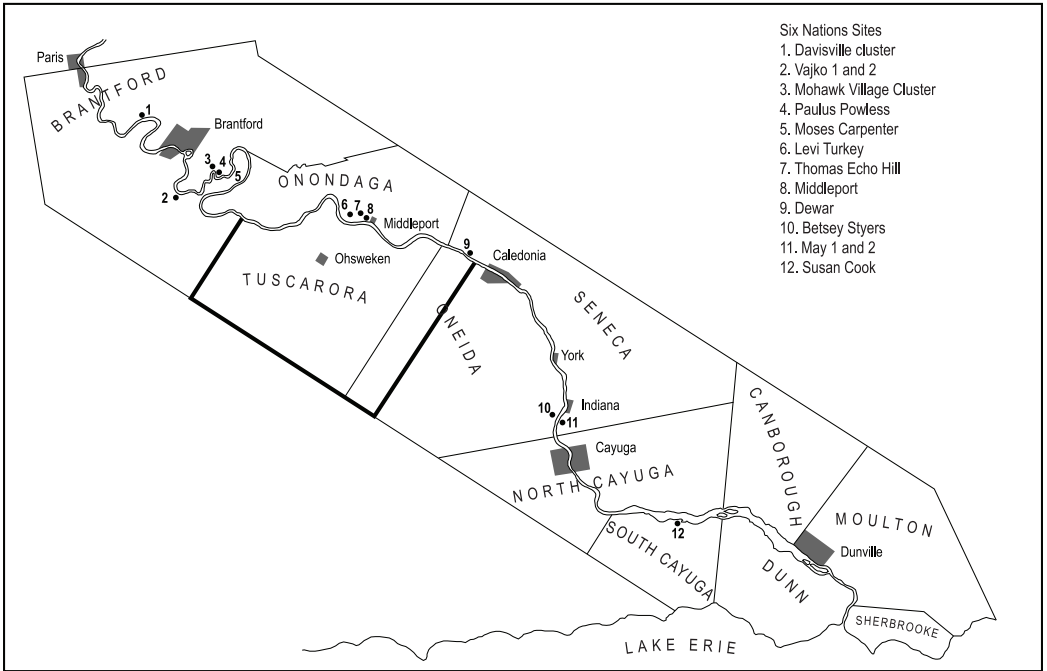 Six Nations Sites
1. Davisville cluster
2. Vajko 1 and 2
3. Mohawk Village Cluster
4. Paulus Powless
5. Moses Carpenter
6. Levi Turkey
7. Thomas Echo Hill
8. Middleport
9. Dewar
10. Betsey Styers
11. May 1 and 2
12. Susan Cook
Paris
BRANTFORD
1
Brantford
3
4
5
2
ONONDAGA
6 7 8
Middleport
Ohsweken
TUSCARORA
9
Caledonia
ONEIDA
SENECA
York
10
Indiana
11
Cayuga
NORTH CAYUGA
CANBOROUGH
12
SOUTH CAYUGA
MOULTON
Dunville
DUNN
SHERBROOKE
LAKE ERIE